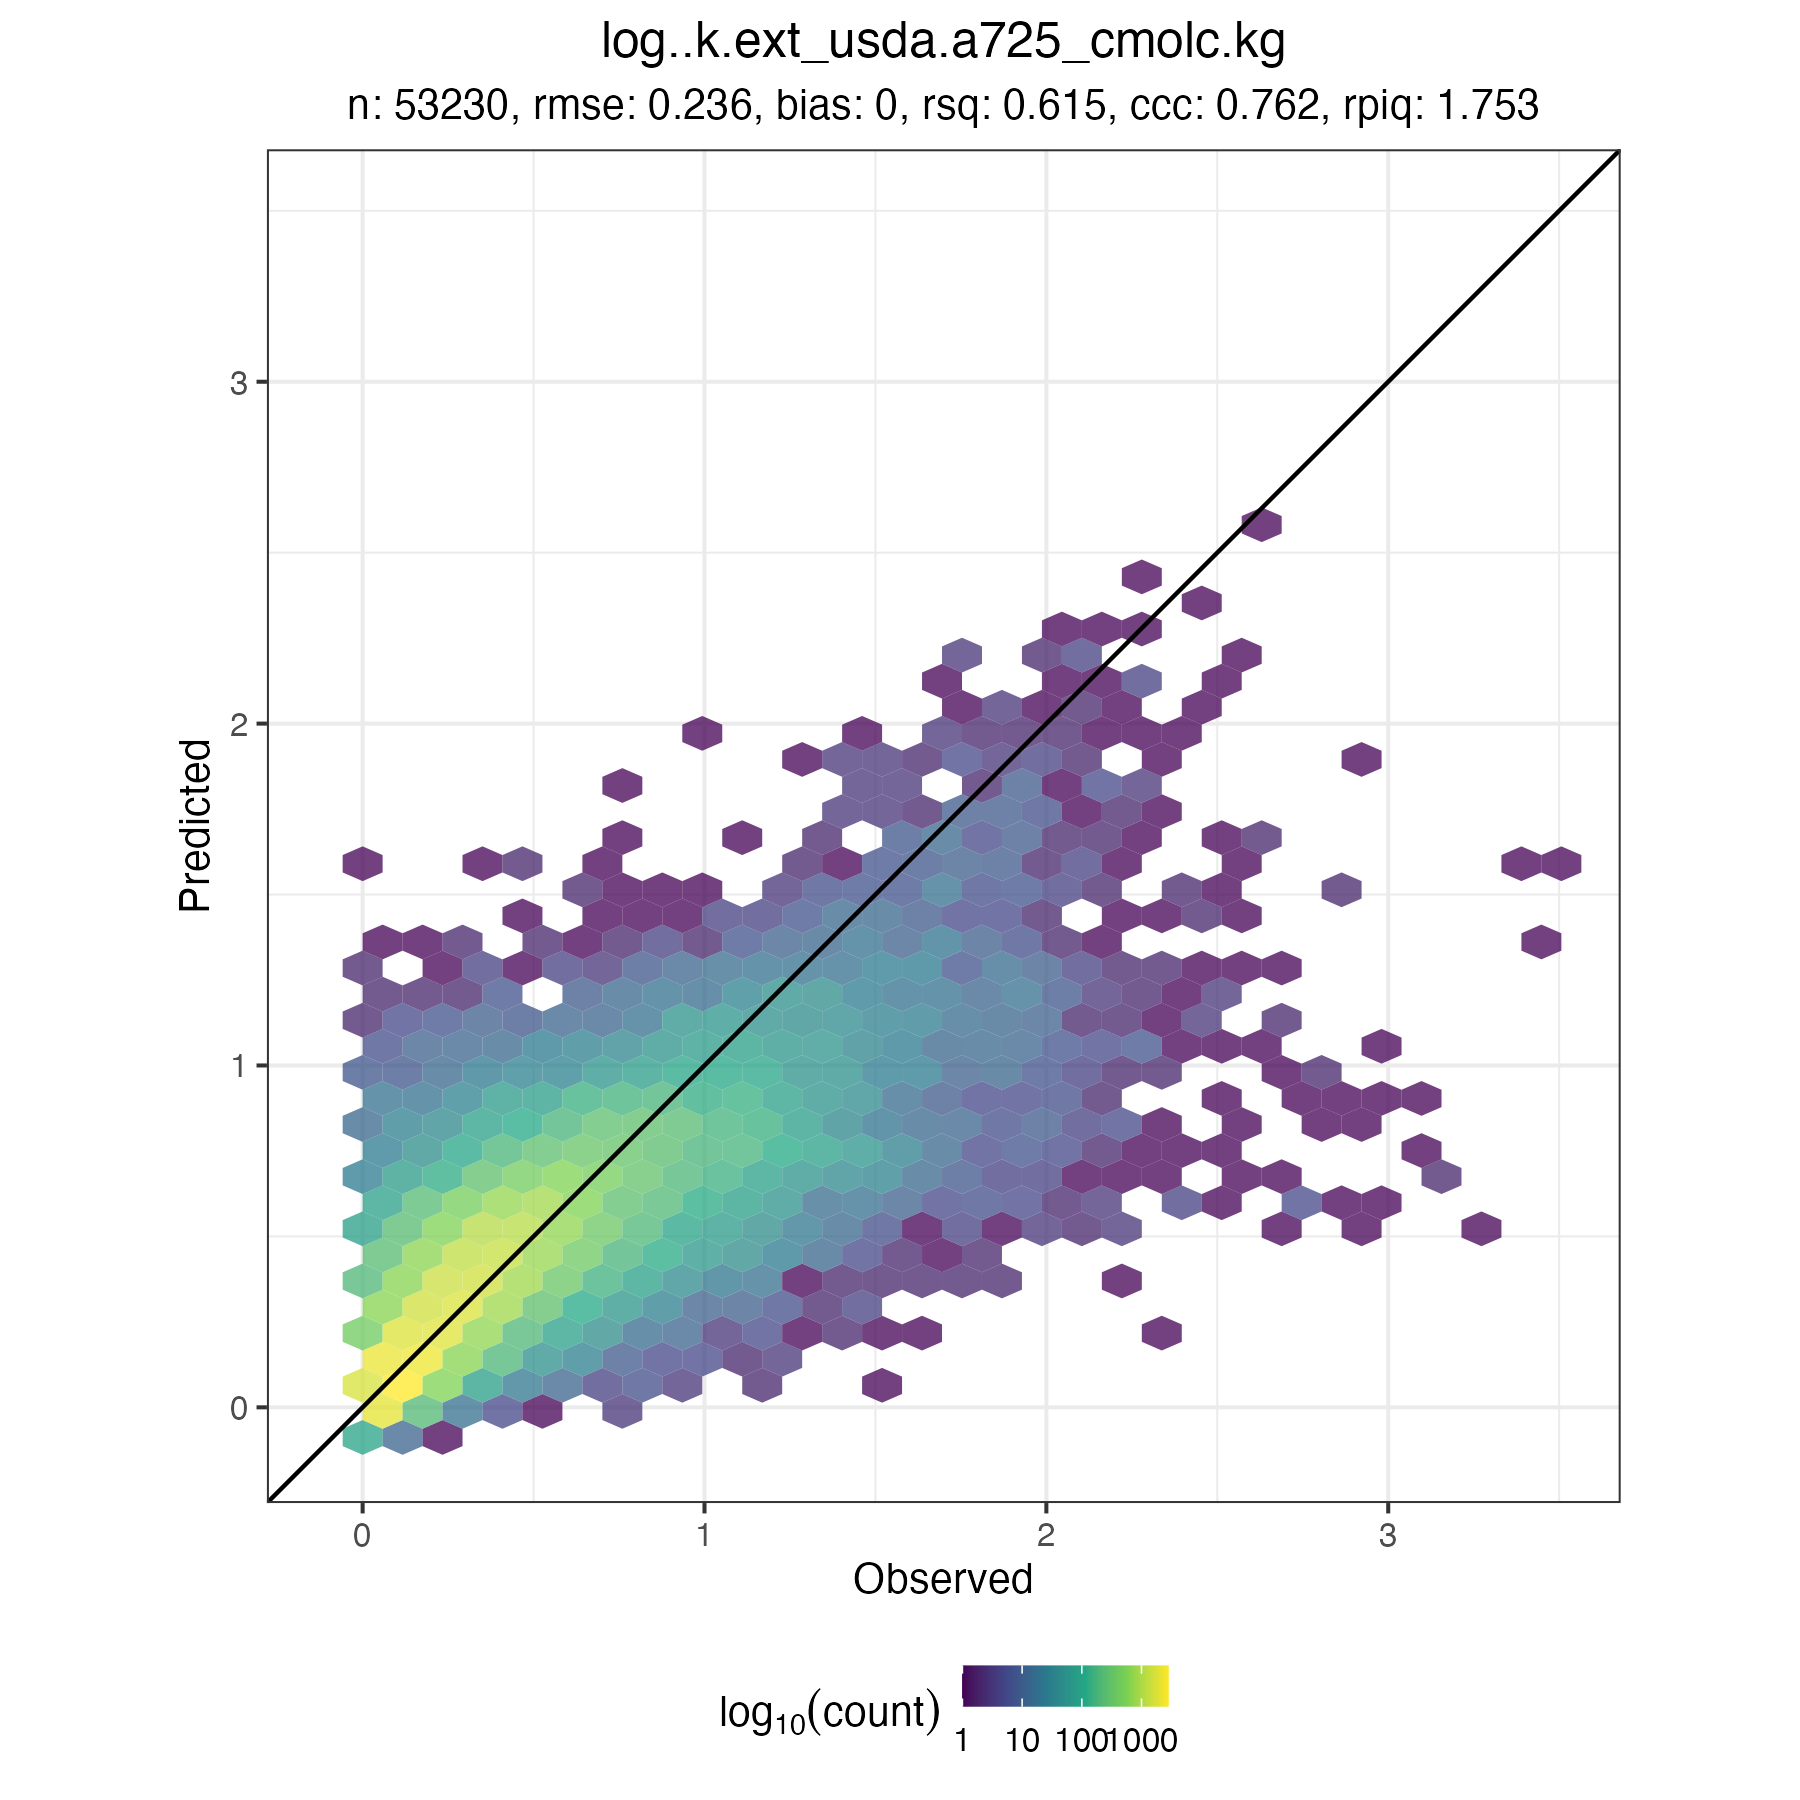 log..k.ext_usda.a725_cmolc.kg
n: 53230, rmse: 0.236, bias: 0, rsq: 0.615, ccc: 0.762, rpiq: 1.753
3
2
1
0
Predicted
0 1 2 3
Observed
log10(count)
1 10 100 1000